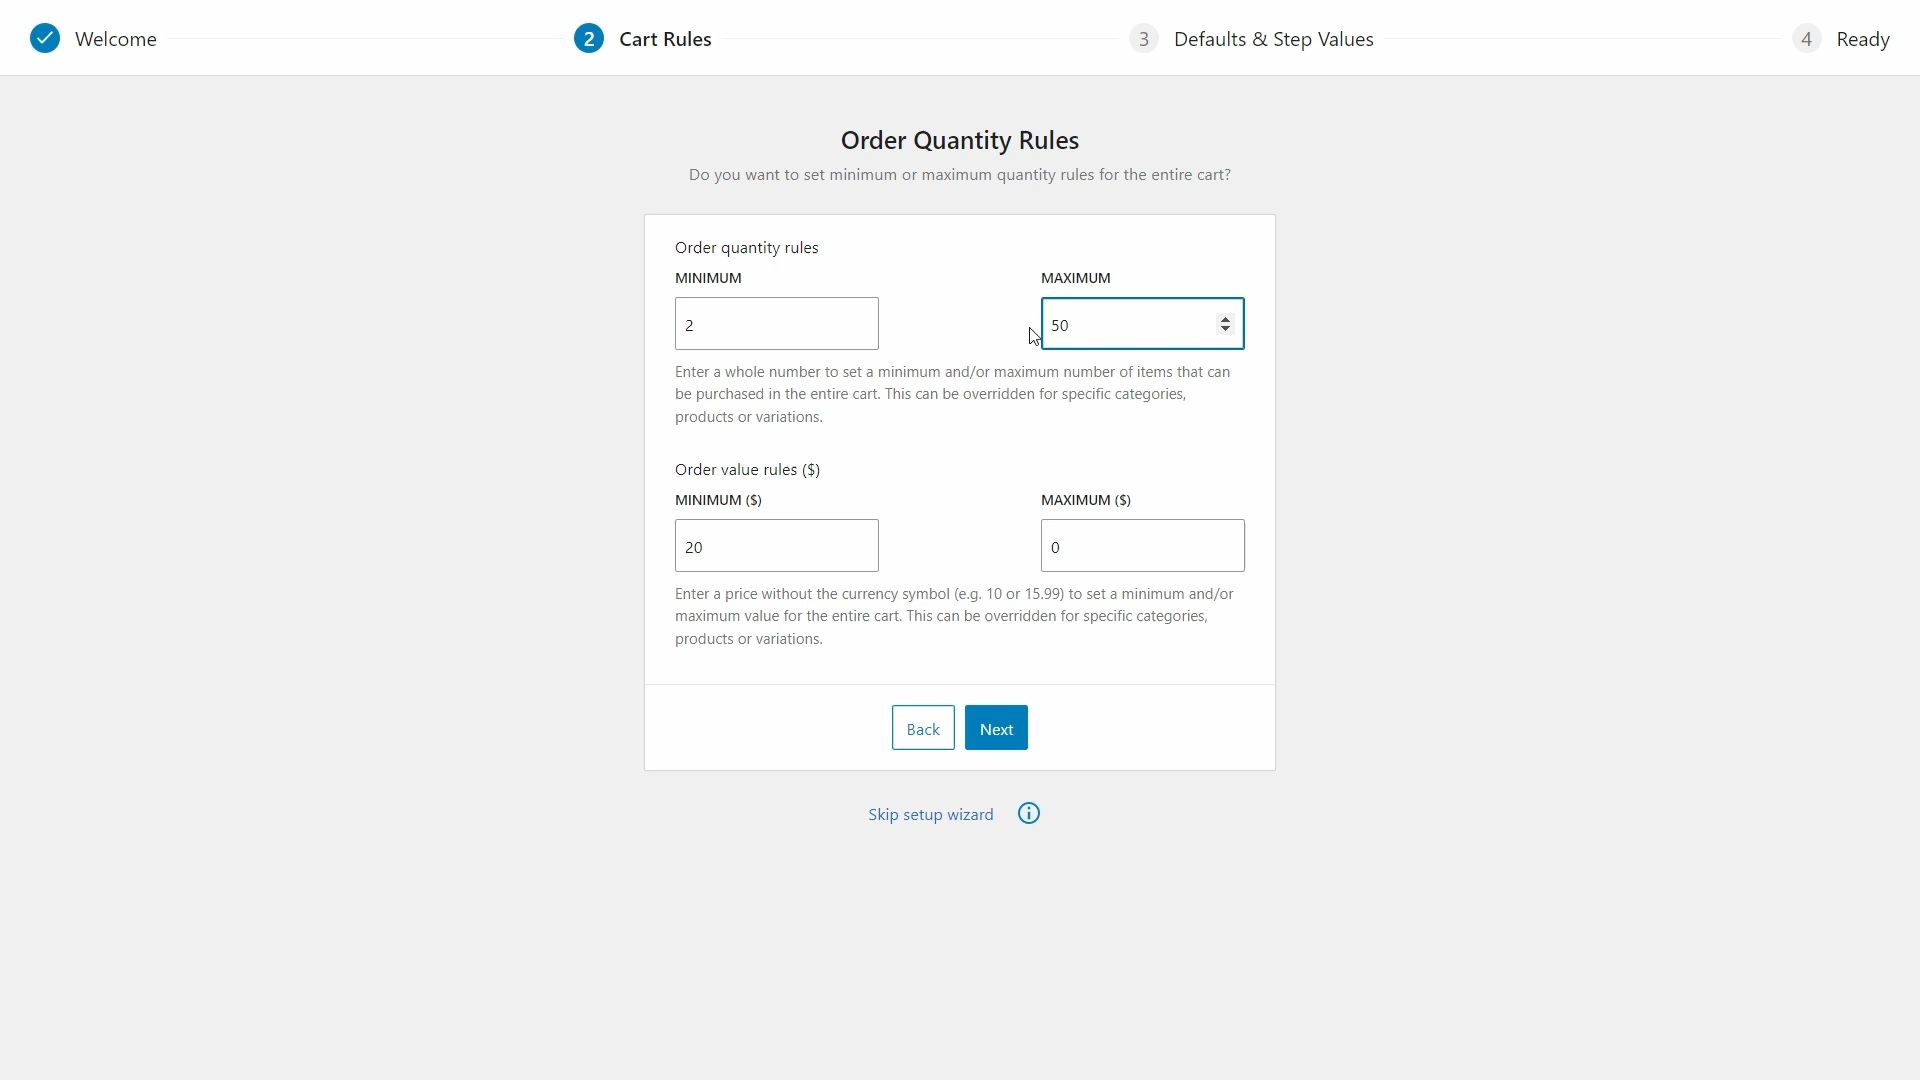 Welcome
2 Cart Rules
3 Defaults & Step Values
4 Ready
Order Quantity Rules
Do you want to set minimum or maximum quantity rules for the entire cart?
Order quantity rules
MINIMUM MAXIMUM
2 50
Enter a whole number to set a minimum and/or maximum number of items that can
be purchased in the entire cart. This can be overridden for specific categories,
products or variations.
Order value rules ($)
MINIMUM ($) MAXIMUM ($)
20 0
Enter a price without the currency symbol (e.g. 10 or 15.99) to set a minimum and/or
maximum value for the entire cart. This can be overridden for specific categories,
products or variations.
Back Next
Skip setup wizard